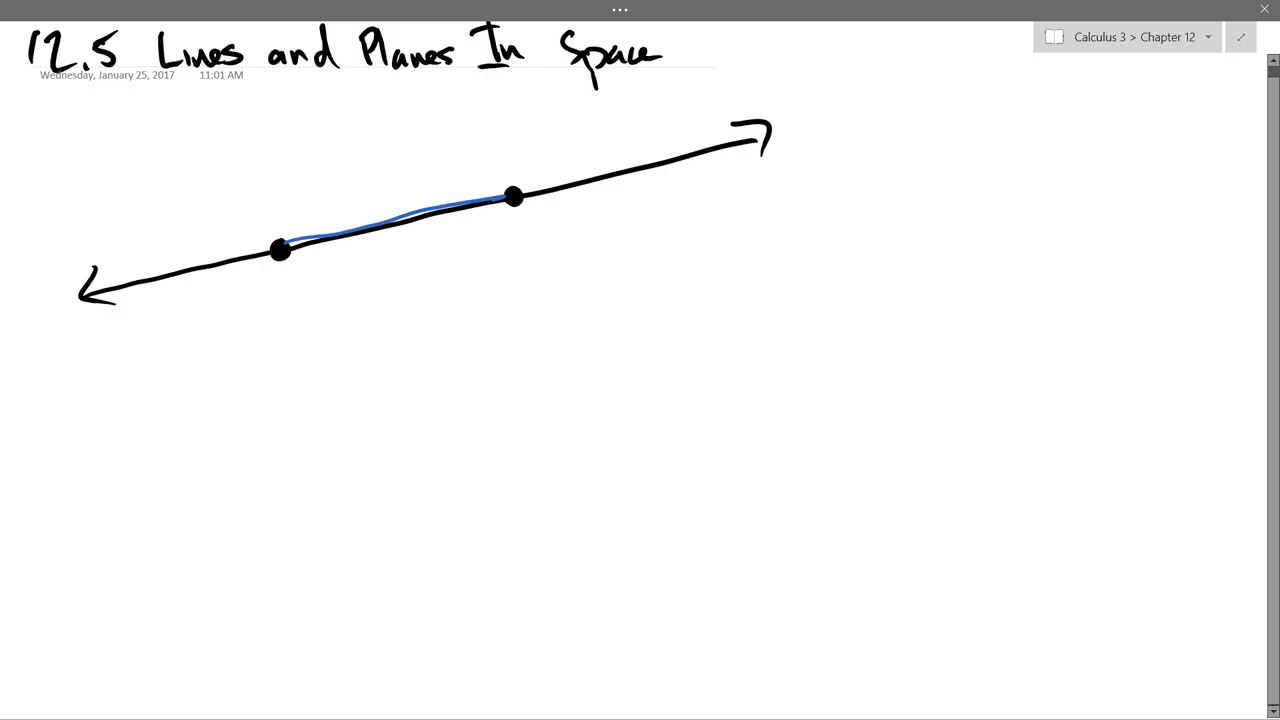 12.5 Lines and Planes In Space
Wednesday, January 25, 2017 11:01 AM
Calculus 3 > Chapter 12